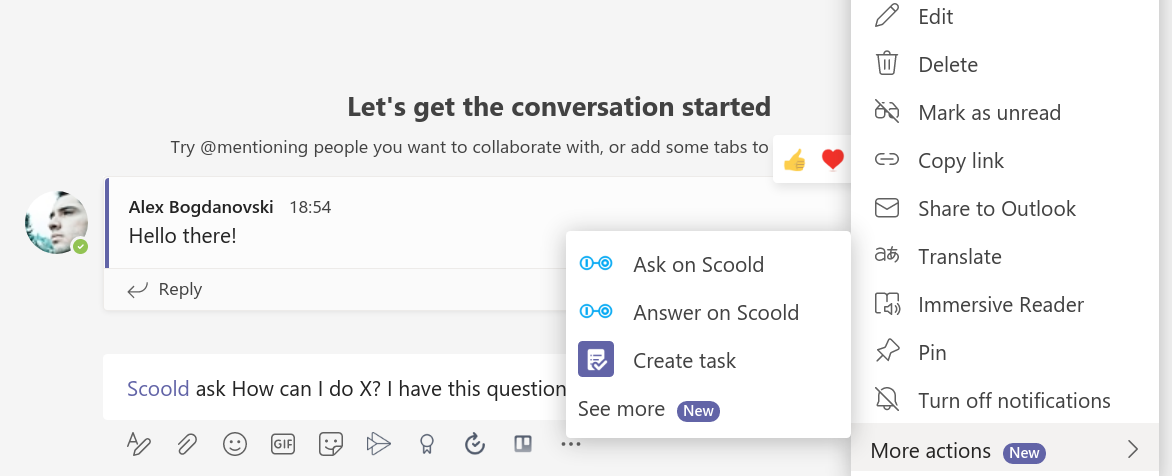 Let's get the conversation started
Try @mentioning people you want to collaborate with, or add some tabs to
Alex Bogdanovski 18:54
Hello there!
Reply
Scoold ask How can I do X? I have this question
GIF
Ask on Scoold
Answer on Scoold
Create task
See more New
Edit
Delete
Mark as unread
Copy link
Share to Outlook
Translate
Immersive Reader
Pin
Turn off notifications
More actions New